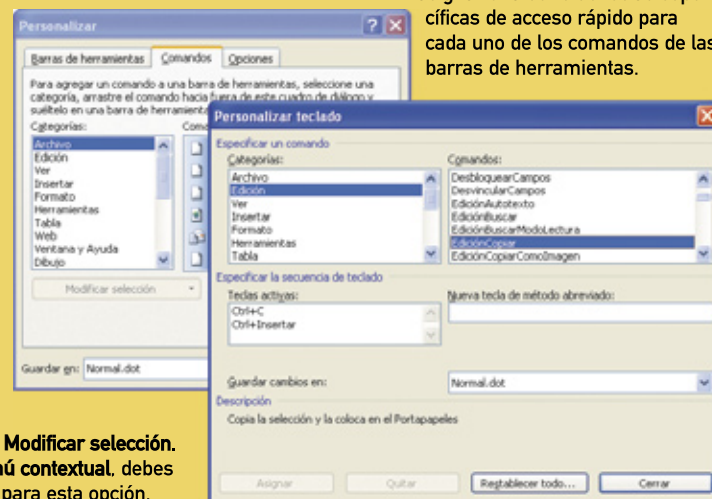 cíficas de acceso rápido para
cada uno de los comandos de las
barras de herramientas.
Personalizar
Barras de herramientas Comandos Opciones
Para agregar un comando a una barra de herramientas, seleccione una
categoría, arrastre el comando hacia fuera de este cuadro de diálogo y
suéltelo en una barra de
Categorías:
Archivo
Edición
Ver
Insertar
Formato
Herramientas
Tabla
Web
Ventana y Ayuda
Dibujo
Modificar selección
Guardar en: Normal.dot
Personalizar teclado
Especificar un comando
Categorías:
Archivo
Edición
Ver
Insertar
Formato
Herramientas
Tabla
Comandos:
DesbloquearCampos
DesvincularCampos
EdiciónAutotexto
EdiciónBuscar
EdiciónBuscarModoLectura
EdiciónCopiar
EdiciónCopiarComoImagen
Especificar la secuencia de teclado
Teclas activas:
Ctrl+C
Ctrl+Insertar
Nueva tecla de método abreviado:
Guardar cambios en: Normal.dot
Descripción
Copia la selección y la coloca en el Portapapeles
Asignar Quitar Restablecer todo... Cerrar
Modificar selección.
contextual, debes
para esta opción.